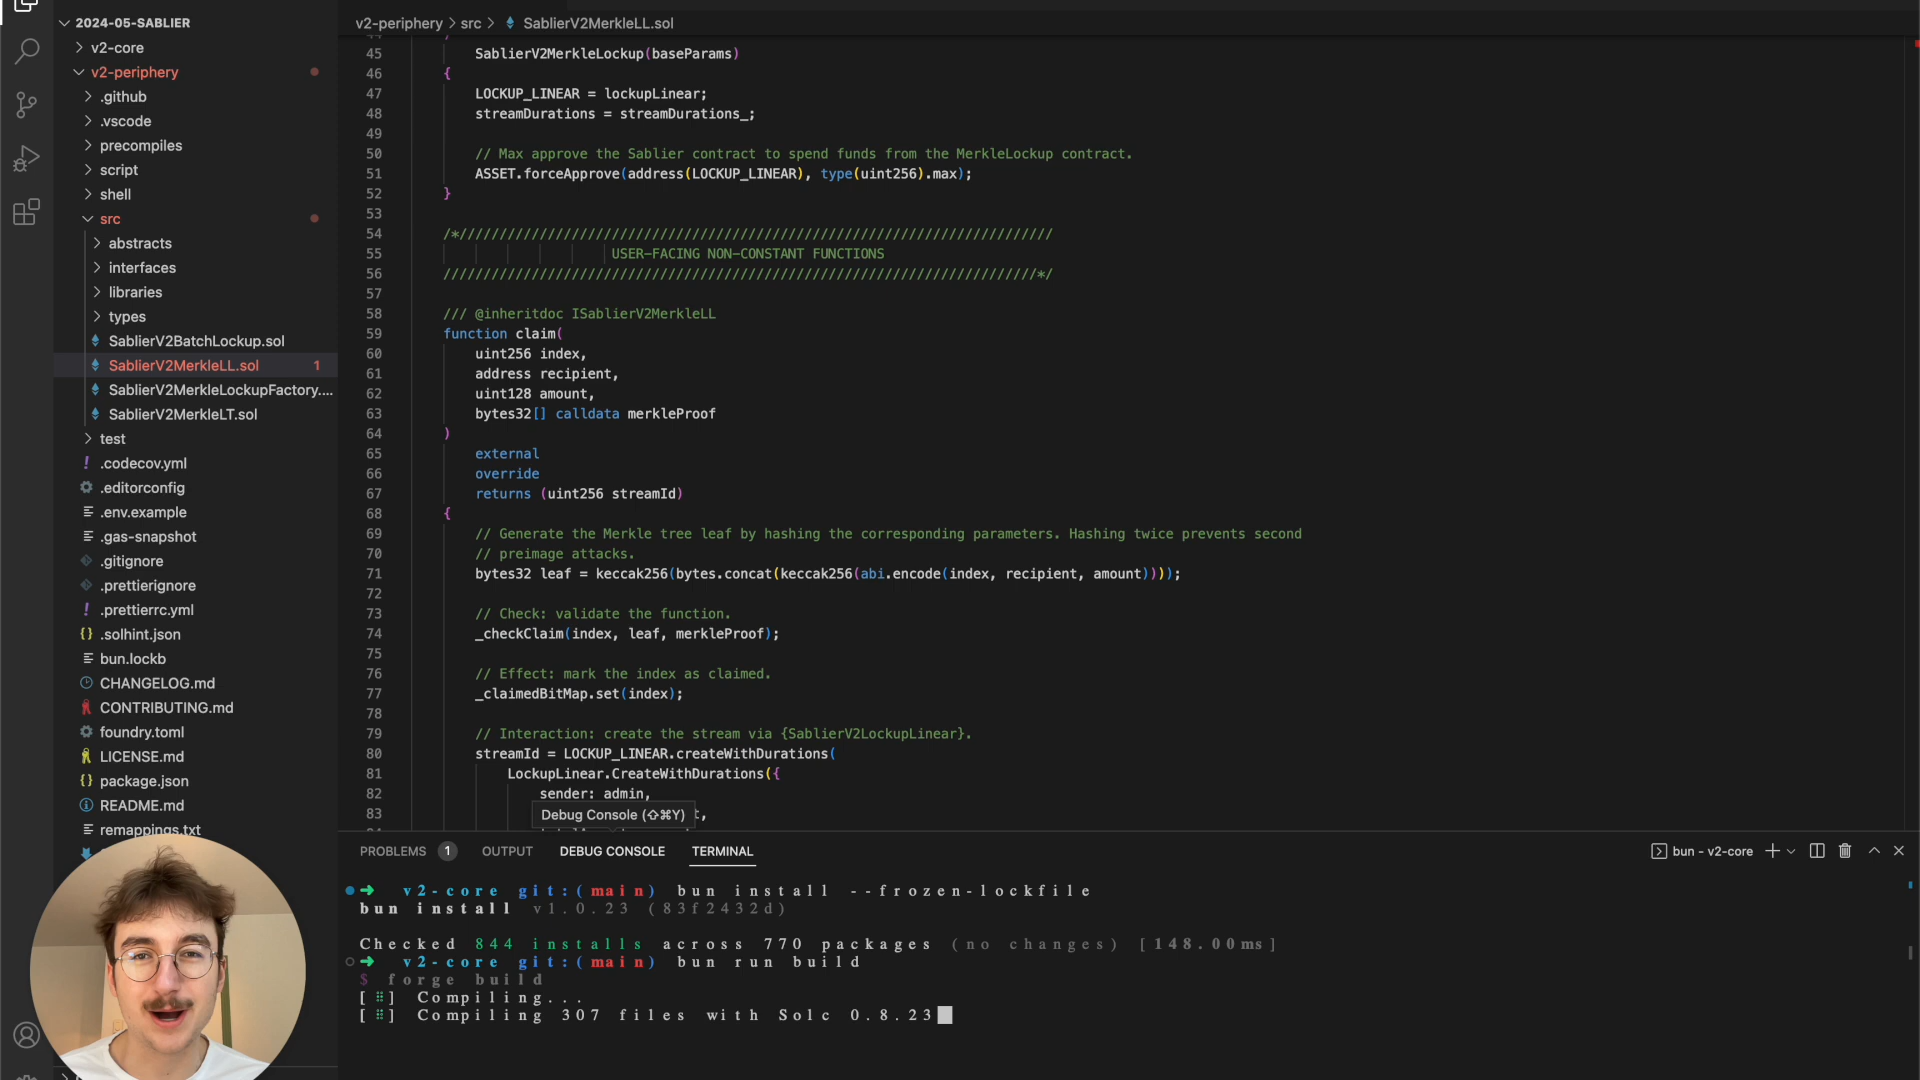 2024-05-SABLIER
v2-core
v2-periphery
.github
.vscode
precompiles
script
shell
src
abstracts
interfaces
libraries
types
SablierV2BatchLockup.sol
SablierV2MerkleLL.sol 1
SablierV2MerkleLockupFactory....
SablierV2MerkleLT.sol
test
.codecov.yml
.editorconfig
.env.example
.gas-snapshot
.gitignore
.prettierignore
.prettierrc.yml
.solhint.json
bun.lockb
CHANGELOG.md
CONTRIBUTING.md
foundry.toml
LICENSE.md
package.json
README.md
remappings.txt
v2-periphery > src > SablierV2MerkleLL.sol
45 SablierV2MerkleLockup(baseParams)
46 {
47 LOCKUP_LINEAR = lockupLinear;
48 streamDurations = streamDurations_;
49
50 // Max approve the Sablier contract to spend funds from the MerkleLockup contract.
51 ASSET.forceApprove(address(LOCKUP_LINEAR), type(uint256).max);
52 }
53
54 /*////////////////////////////////////////////////////////////////////////
55 USER-FACING NON-CONSTANT FUNCTIONS
56 ////////////////////////////////////////////////////////////////////////*/
57
58 /// @inheritdoc ISablierV2MerkleLL
59 function claim(
60 uint256 index,
61 address recipient,
62 uint128 amount,
63 bytes32[] calldata merkleProof
64 )
65 external
66 override
67 returns (uint256 streamId)
68 {
69 // Generate the Merkle tree leaf by hashing the corresponding parameters. Hashing twice prevents second
70 // preimage attacks.
71 bytes32 leaf = keccak256(bytes.concat(keccak256(abi.encode(index, recipient, amount))));
72
73 // Check: validate the function.
74 _checkClaim(index, leaf, merkleProof);
75
76 // Effect: mark the index as claimed.
77 _claimedBitMap.set(index);
78
79 // Interaction: create the stream via {SablierV2LockupLinear}.
80 streamId = LOCKUP_LINEAR.createWithDurations(
81 LockupLinear.CreateWithDurations({
82 sender: admin,
83 t,
Debug Console (⇧⌘Y)
PROBLEMS 1 OUTPUT DEBUG CONSOLE TERMINAL bun - v2-core
➜ v2-core git:(main) bun install --frozen-lockfile
bun install v1.0.23 (83f2432d)
Checked 844 installs across 770 packages (no changes) [148.00ms]
➜ v2-core git:(main) bun run build
$ forge build
[⠿] Compiling...
[⠿] Compiling 307 files with Solc 0.8.23